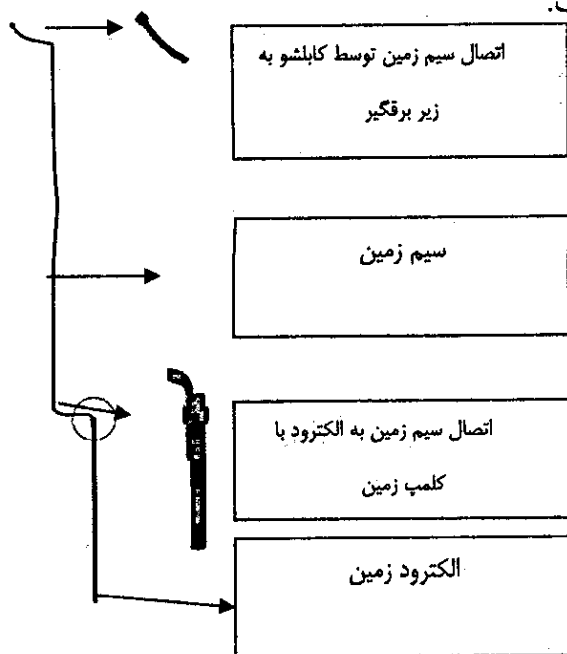 اتصال سیم زمین توسط کابلشو به
زیر برقگیر
سیم زمین
اتصال سیم زمین به الکترود با
کلمپ زمین
الکترود زمین